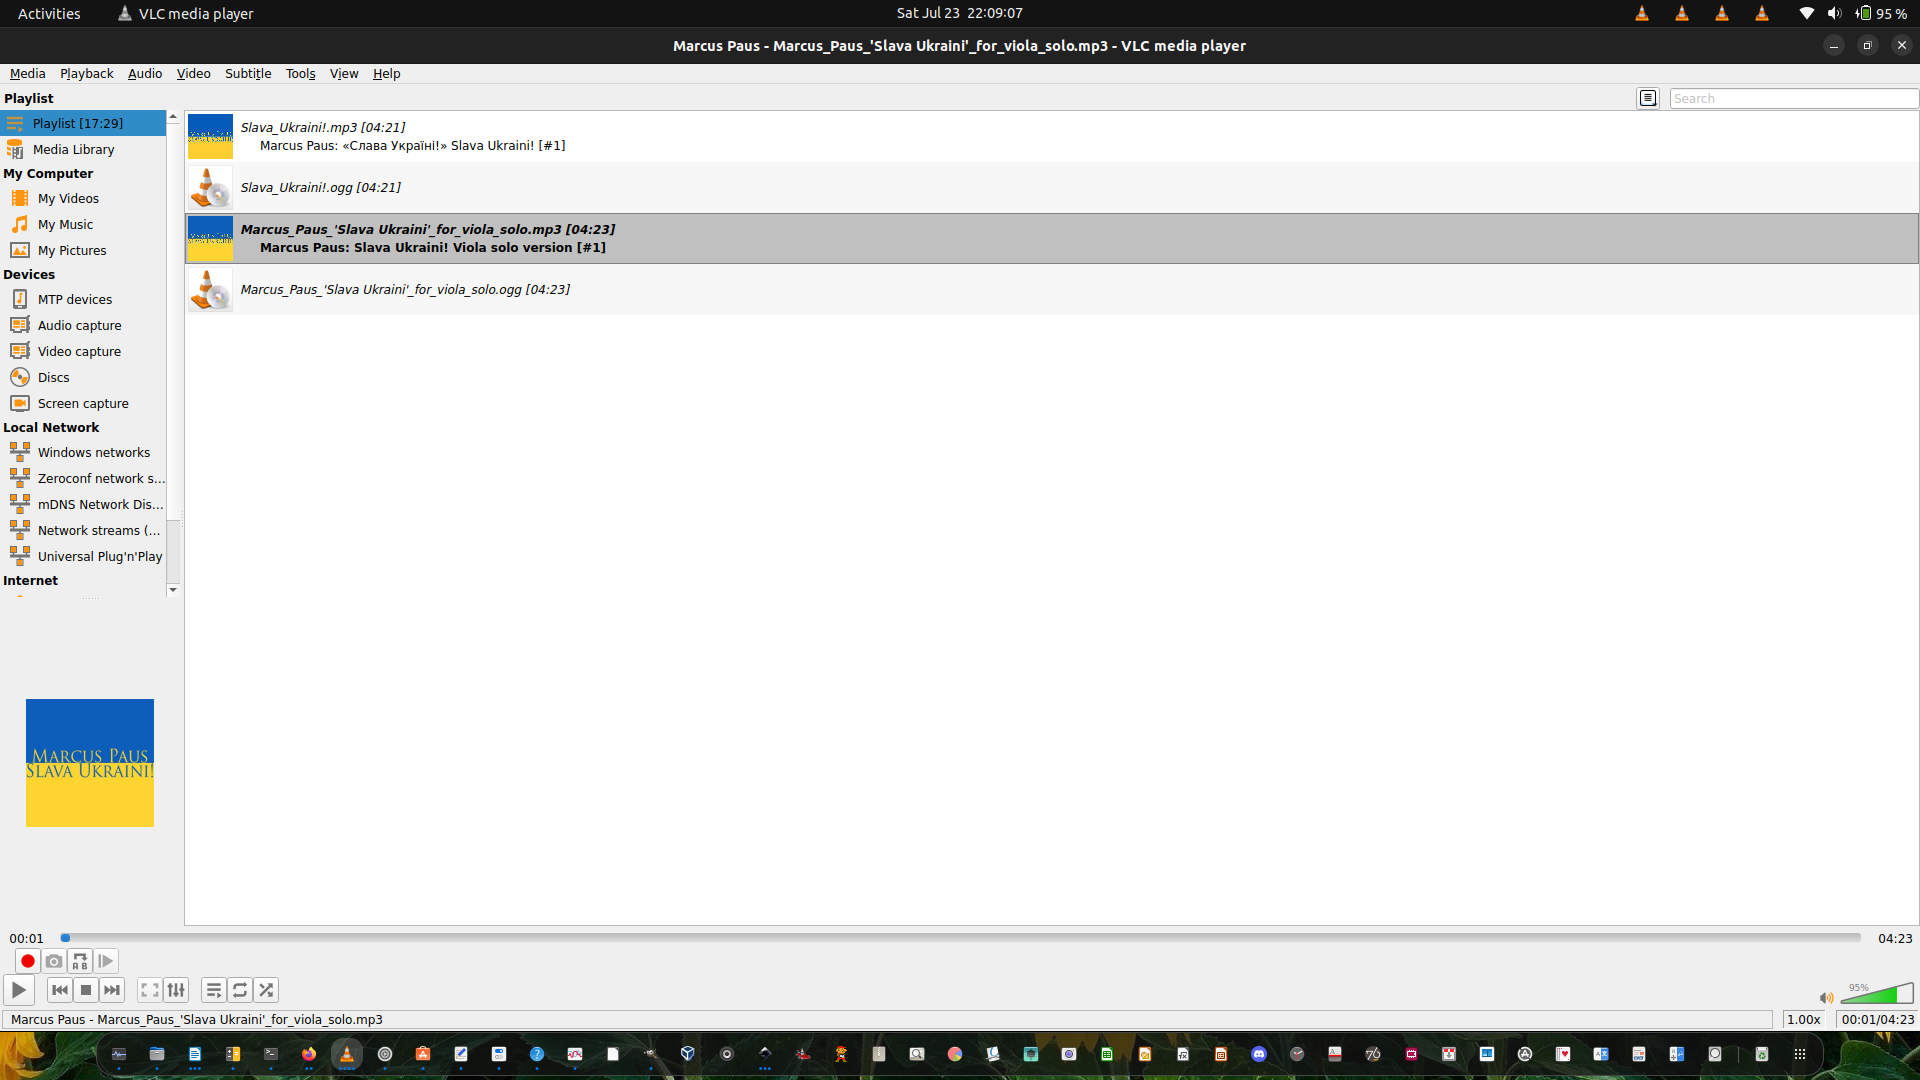 Activities VLC media player Sat Jul 23 22:09:07 95 %
Marcus Paus - Marcus_Paus_'Slava Ukraini'_for_viola_solo.mp3 - VLC media player
Media Playback Audio Video Subtitle Tools View Help
Playlist Search
Playlist [17:29]
Media Library
My Computer
My Videos
My Music
My Pictures
Devices
MTP devices
Audio capture
Video capture
Discs
Screen capture
Local Network
Windows networks
Zeroconf network s...
mDNS Network Dis...
Network streams (...
Universal Plug'n'Play
Internet
Slava_Ukraini!.mp3 [04:21]
Marcus Paus: «Слава Україні!» Slava Ukraini! [#1]
Slava_Ukraini!.ogg [04:21]
Marcus_Paus_'Slava Ukraini'_for_viola_solo.mp3 [04:23]
Marcus Paus: Slava Ukraini! Viola solo version [#1]
Marcus_Paus_'Slava Ukraini'_for_viola_solo.ogg [04:23]
Marcus Paus
Slava Ukraini!
00:01 04:23
A B
95%
Marcus Paus - Marcus_Paus_'Slava Ukraini'_for_viola_solo.mp3 1.00x 00:01/04:23